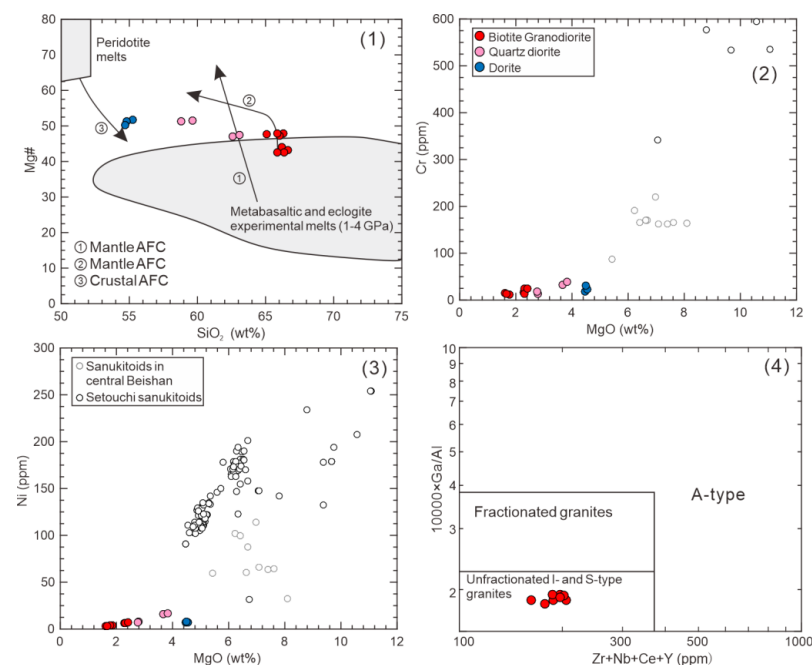 80
70
60
50
40
30
20
10
0
Mg#
Peridotite
melts
(1)
②
③
①
Metabasaltic and eclogite
experimental melts (1-4 GPa)
① Mantle AFC
② Mantle AFC
③ Crustal AFC
50 55 60 65 70 75
SiO₂ (wt%)
600
500
400
300
200
100
0
Cr (ppm)
Biotite Granodiorite
Quartz diorite
Dorite
(2)
0 2 4 6 8 10 12
MgO (wt%)
300
250
200
150
100
50
0
Ni (ppm)
Sanukitoids in
central Beishan
Setouchi sanukitoids
(3)
0 2 4 6 8 10 12
MgO (wt%)
10
9
8
7
6
5
4
3
2
10000×Ga/Al
(4)
A-type
Fractionated granites
Unfractionated I- and S-type
granites
100 200 300 400 500 1000
Zr+Nb+Ce+Y (ppm)